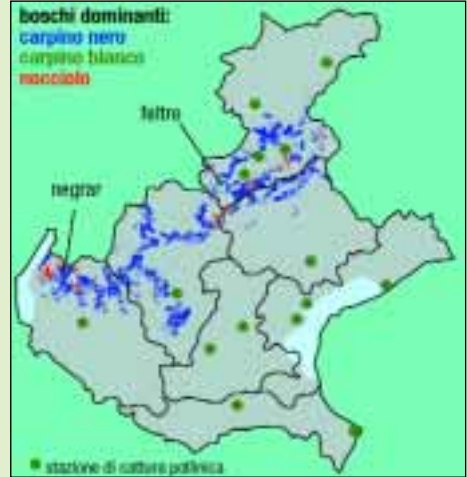 boschi dominanti:
carpino nero
carpino bianco
nocciolo
feltre
negrar
stazione di cattura pollinica